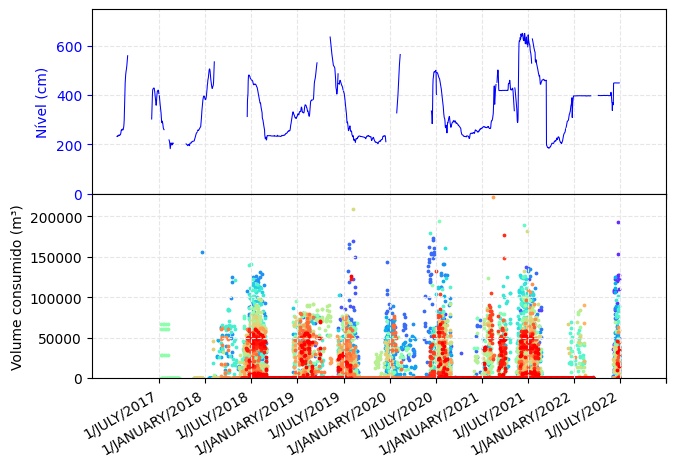 600
400
200
0
Nível (cm)
200000
150000
100000
50000
0
Volume consumido (m³)
1/JULY/2017
1/JANUARY/2018
1/JULY/2018
1/JANUARY/2019
1/JULY/2019
1/JANUARY/2020
1/JULY/2020
1/JANUARY/2021
1/JULY/2021
1/JANUARY/2022
1/JULY/2022